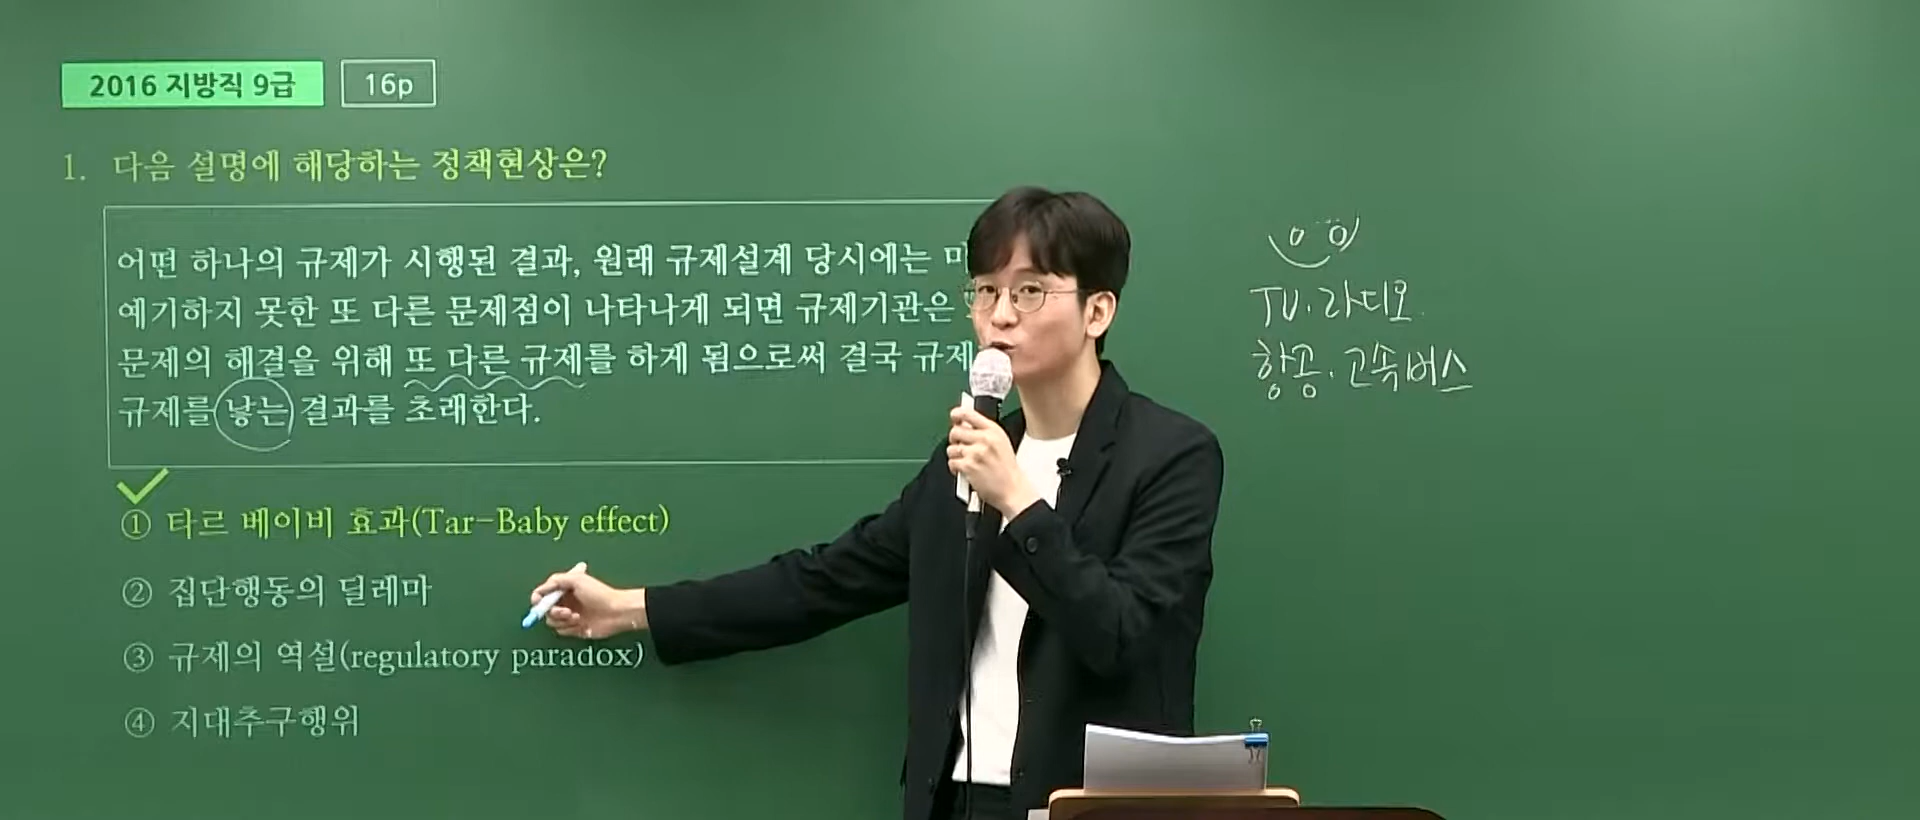 2016 지방직 9급 16p
1. 다음 설명에 해당하는 정책현상은?
어떤 하나의 규제가 시행된 결과, 원래 규제설계 당시에는
예기하지 못한 또 다른 문제점이 나타나게 되면 규제기관은
문제의 해결을 위해 또 다른 규제를 하게 됨으로써 결국 규제
규제를 낳는 결과를 초래한다.
① 타르 베이비 효과(Tar-Baby effect)
② 집단행동의 딜레마
③ 규제의 역설(regulatory paradox)
④ 지대추구행위
TV·라디오
항공·고속버스